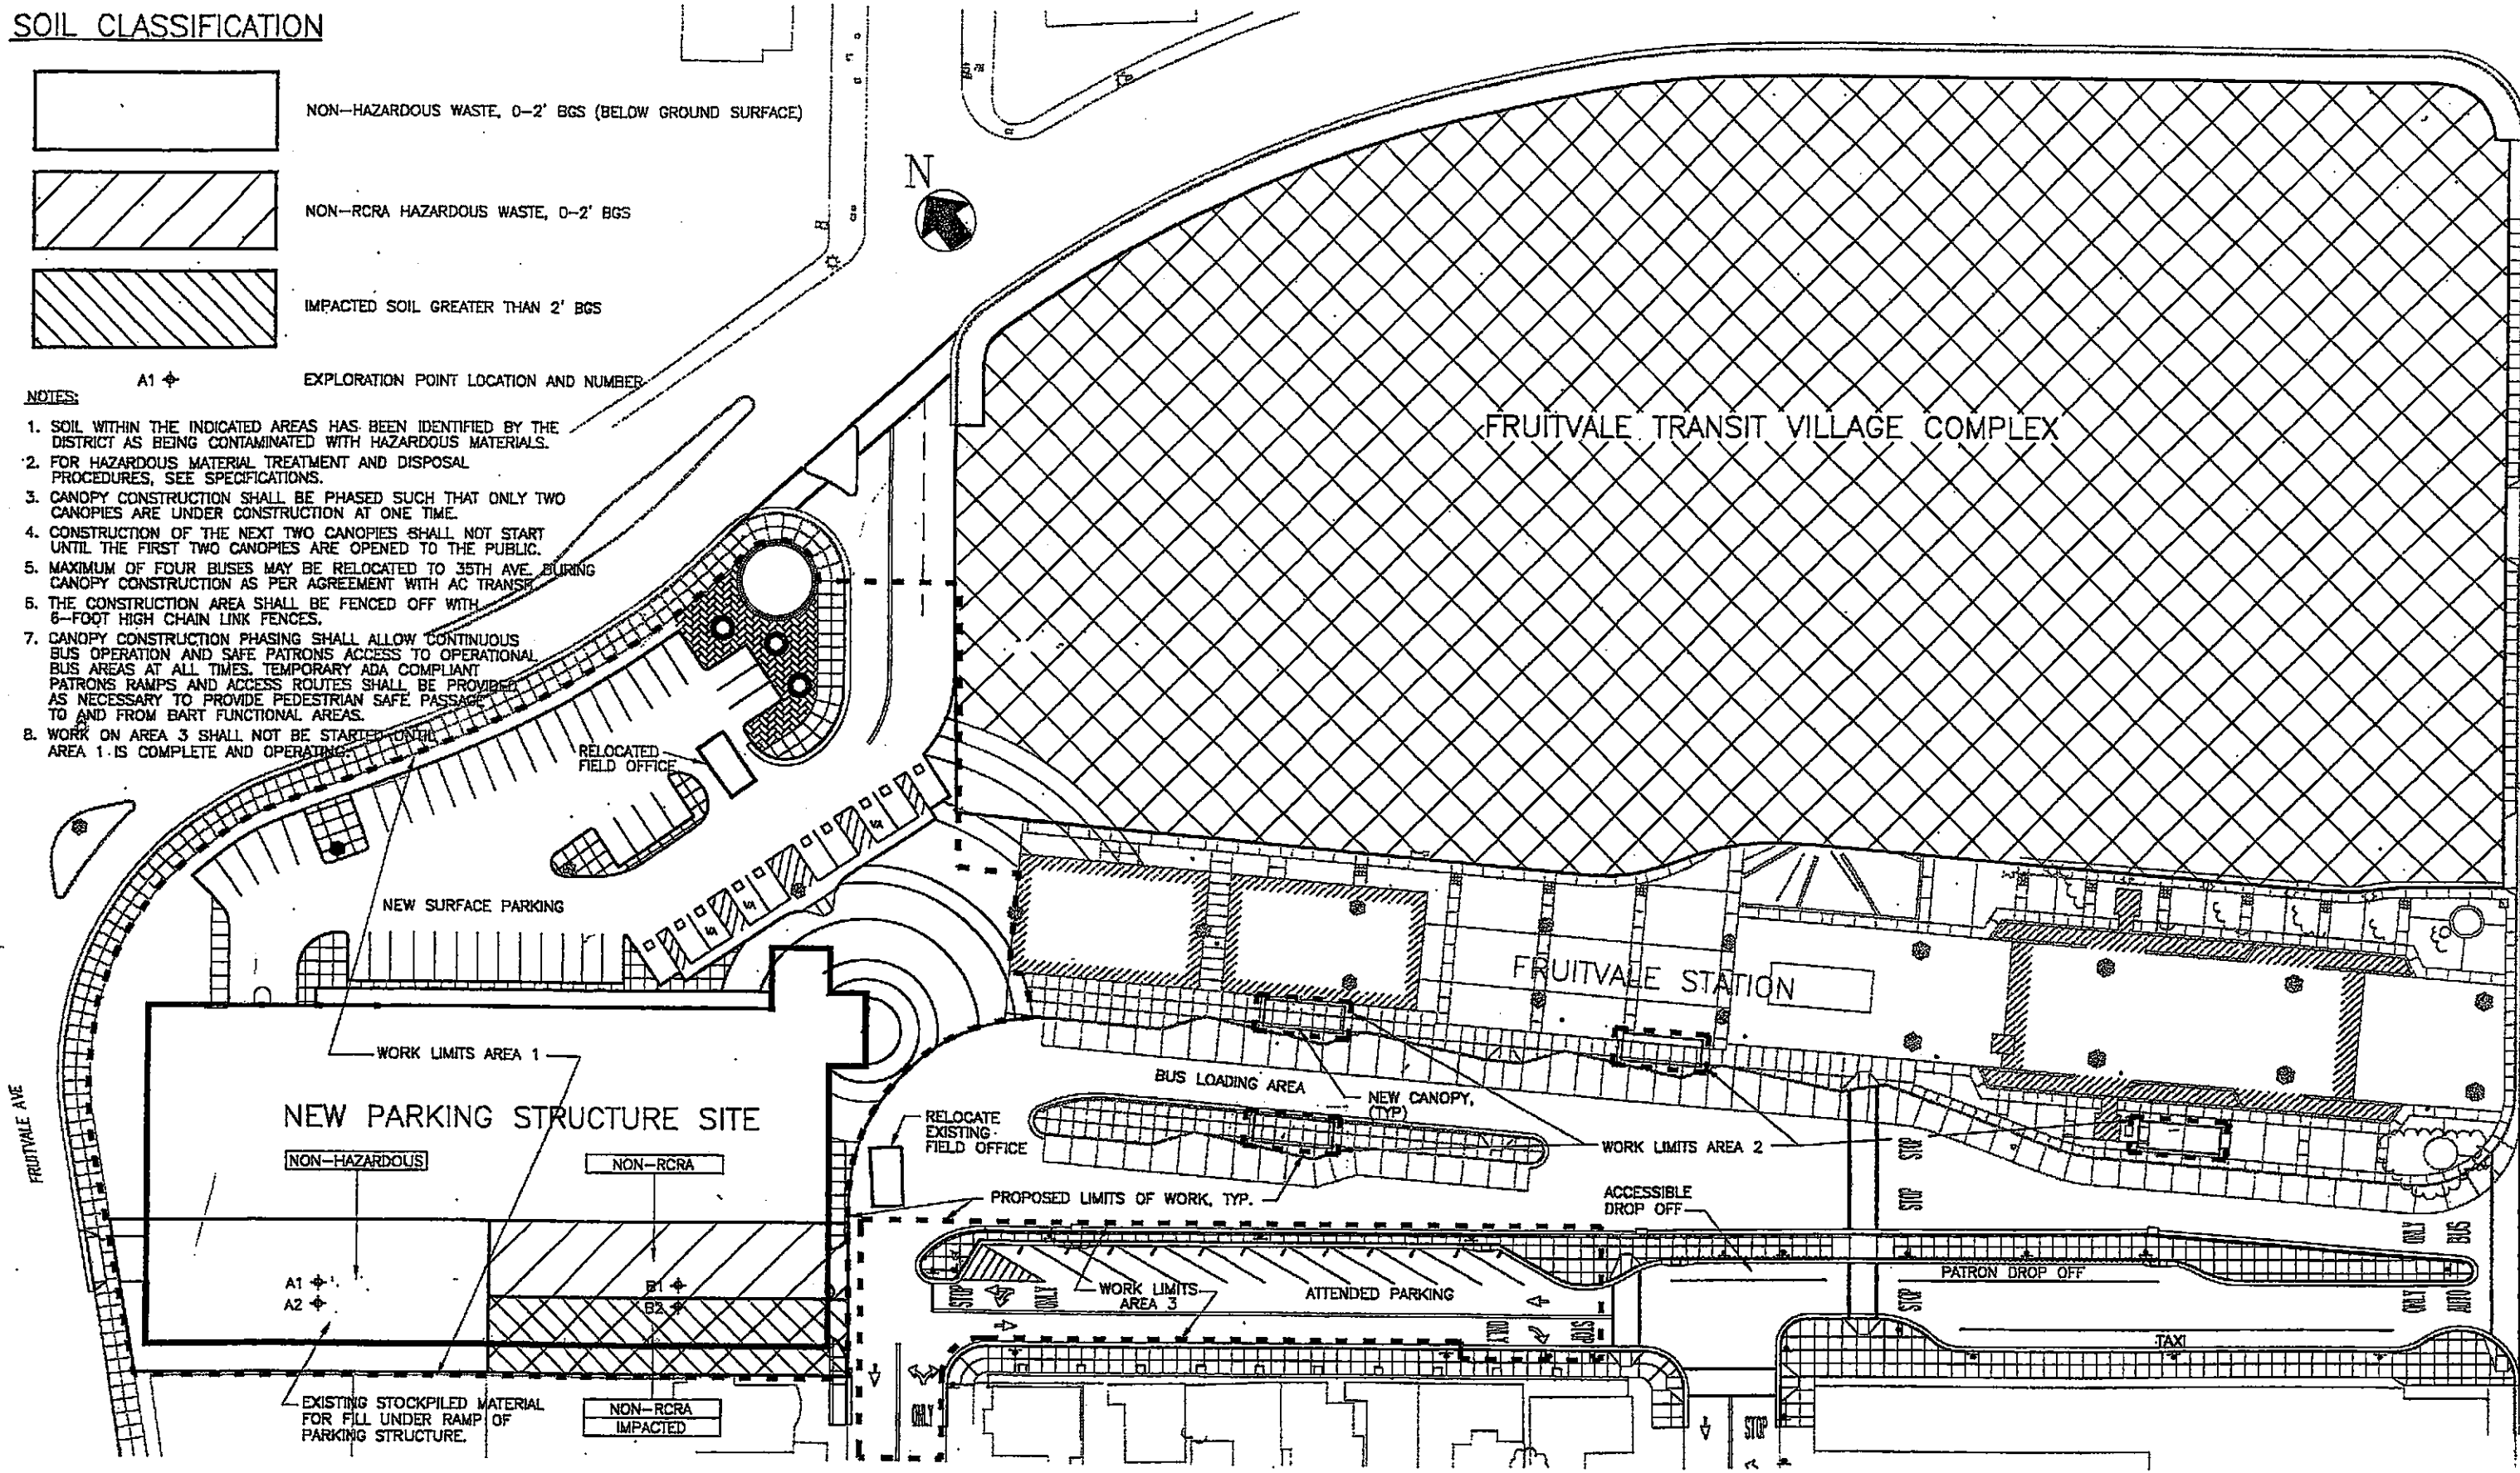 SOIL CLASSIFICATION
NON-HAZARDOUS WASTE, 0-2' BGS (BELOW GROUND SURFACE)
NON-RCRA HAZARDOUS WASTE, 0-2' BGS
IMPACTED SOIL GREATER THAN 2' BGS
A1
EXPLORATION POINT LOCATION AND NUMBER
NOTES:
1. SOIL WITHIN THE INDICATED AREAS HAS BEEN IDENTIFIED BY THE
DISTRICT AS BEING CONTAMINATED WITH HAZARDOUS MATERIALS.
2. FOR HAZARDOUS MATERIAL TREATMENT AND DISPOSAL
PROCEDURES, SEE SPECIFICATIONS.
3. CANOPY CONSTRUCTION SHALL BE PHASED SUCH THAT ONLY TWO
CANOPIES ARE UNDER CONSTRUCTION AT ONE TIME.
4. CONSTRUCTION OF THE NEXT TWO CANOPIES SHALL NOT START
UNTIL THE FIRST TWO CANOPIES ARE OPENED TO THE PUBLIC.
5. MAXIMUM OF FOUR BUSES MAY BE RELOCATED TO 35TH AVE. DURING
CANOPY CONSTRUCTION AS PER AGREEMENT WITH AC TRANSIT
6. THE CONSTRUCTION AREA SHALL BE FENCED OFF WITH
6-FOOT HIGH CHAIN LINK FENCES.
7. CANOPY CONSTRUCTION PHASING SHALL ALLOW CONTINUOUS
BUS OPERATION AND SAFE PATRONS ACCESS TO OPERATIONAL
BUS AREAS AT ALL TIMES. TEMPORARY ADA COMPLIANT
PATRONS RAMPS AND ACCESS ROUTES SHALL BE PROVIDED
AS NECESSARY TO PROVIDE PEDESTRIAN SAFE PASSAGE
TO AND FROM BART FUNCTIONAL AREAS.
8. WORK ON AREA 3 SHALL NOT BE STARTED UNTIL
AREA 1 IS COMPLETE AND OPERATING.
N
FRUITVALE TRANSIT VILLAGE COMPLEX
RELOCATED
FIELD OFFICE
NEW SURFACE PARKING
FRUITVALE STATION
WORK LIMITS AREA 1
BUS LOADING AREA
NEW CANOPY,
(TYP)
FRUITVALE AVE
NEW PARKING STRUCTURE SITE
RELOCATE
EXISTING
FIELD OFFICE
WORK LIMITS AREA 2
NON-HAZARDOUS
NON-RCRA
PROPOSED LIMITS OF WORK, TYP.
ACCESSIBLE
DROP OFF
STOP
STOP
ONLY
BUS
A1
A2
B1
B2
STOP
ONLY
WORK LIMITS
AREA 3
ATTENDED PARKING
PATRON DROP OFF
STOP
ONLY
AUTO
ONLY
STOP
TAXI
EXISTING STOCKPILED MATERIAL
FOR FILL UNDER RAMP OF
PARKING STRUCTURE.
NON-RCRA
IMPACTED
ONLY
STOP